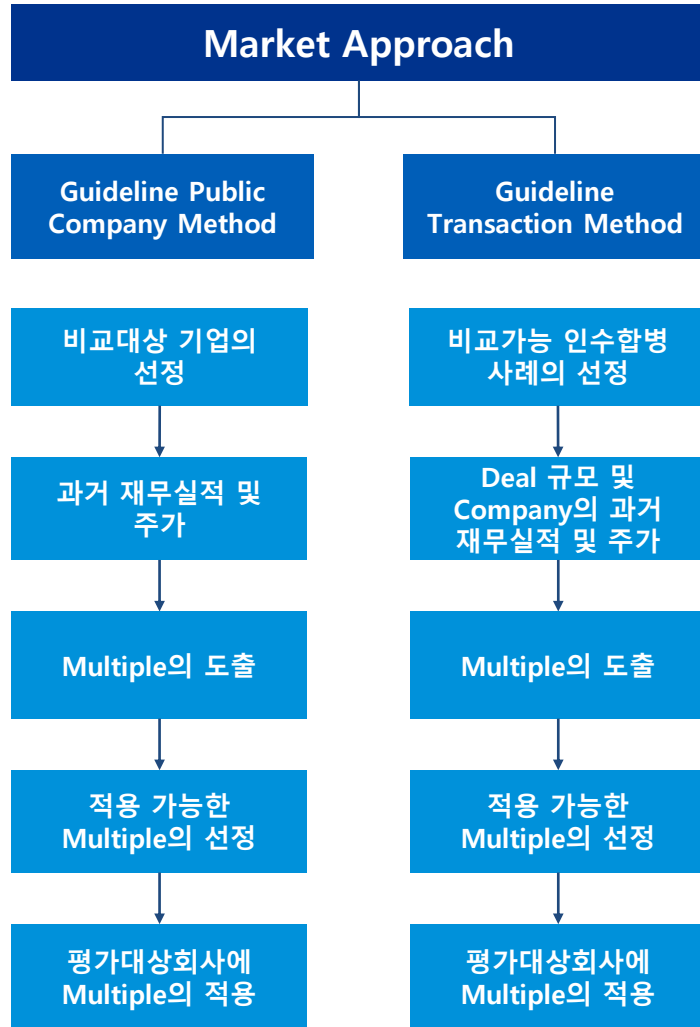 Market Approach
Guideline Public
Company Method
비교대상 기업의
선정
과거 재무실적 및
주가
Multiple의 도출
적용 가능한
Multiple의 선정
평가대상회사에
Multiple의 적용
Guideline
Transaction Method
비교가능 인수합병
사례의 선정
Deal 규모 및
Company의 과거
재무실적 및 주가
Multiple의 도출
적용 가능한
Multiple의 선정
평가대상회사에
Multiple의 적용